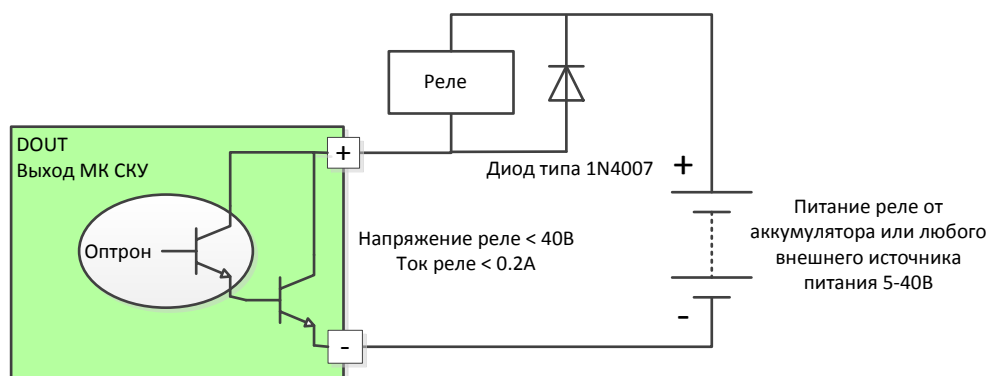 Реле
DOUT
Выход МК СКУ
+
Диод типа 1N4007
+
Оптрон
Напряжение реле < 40В
Ток реле < 0.2А
Питание реле от
аккумулятора или любого
внешнего источника
питания 5-40В
-
-